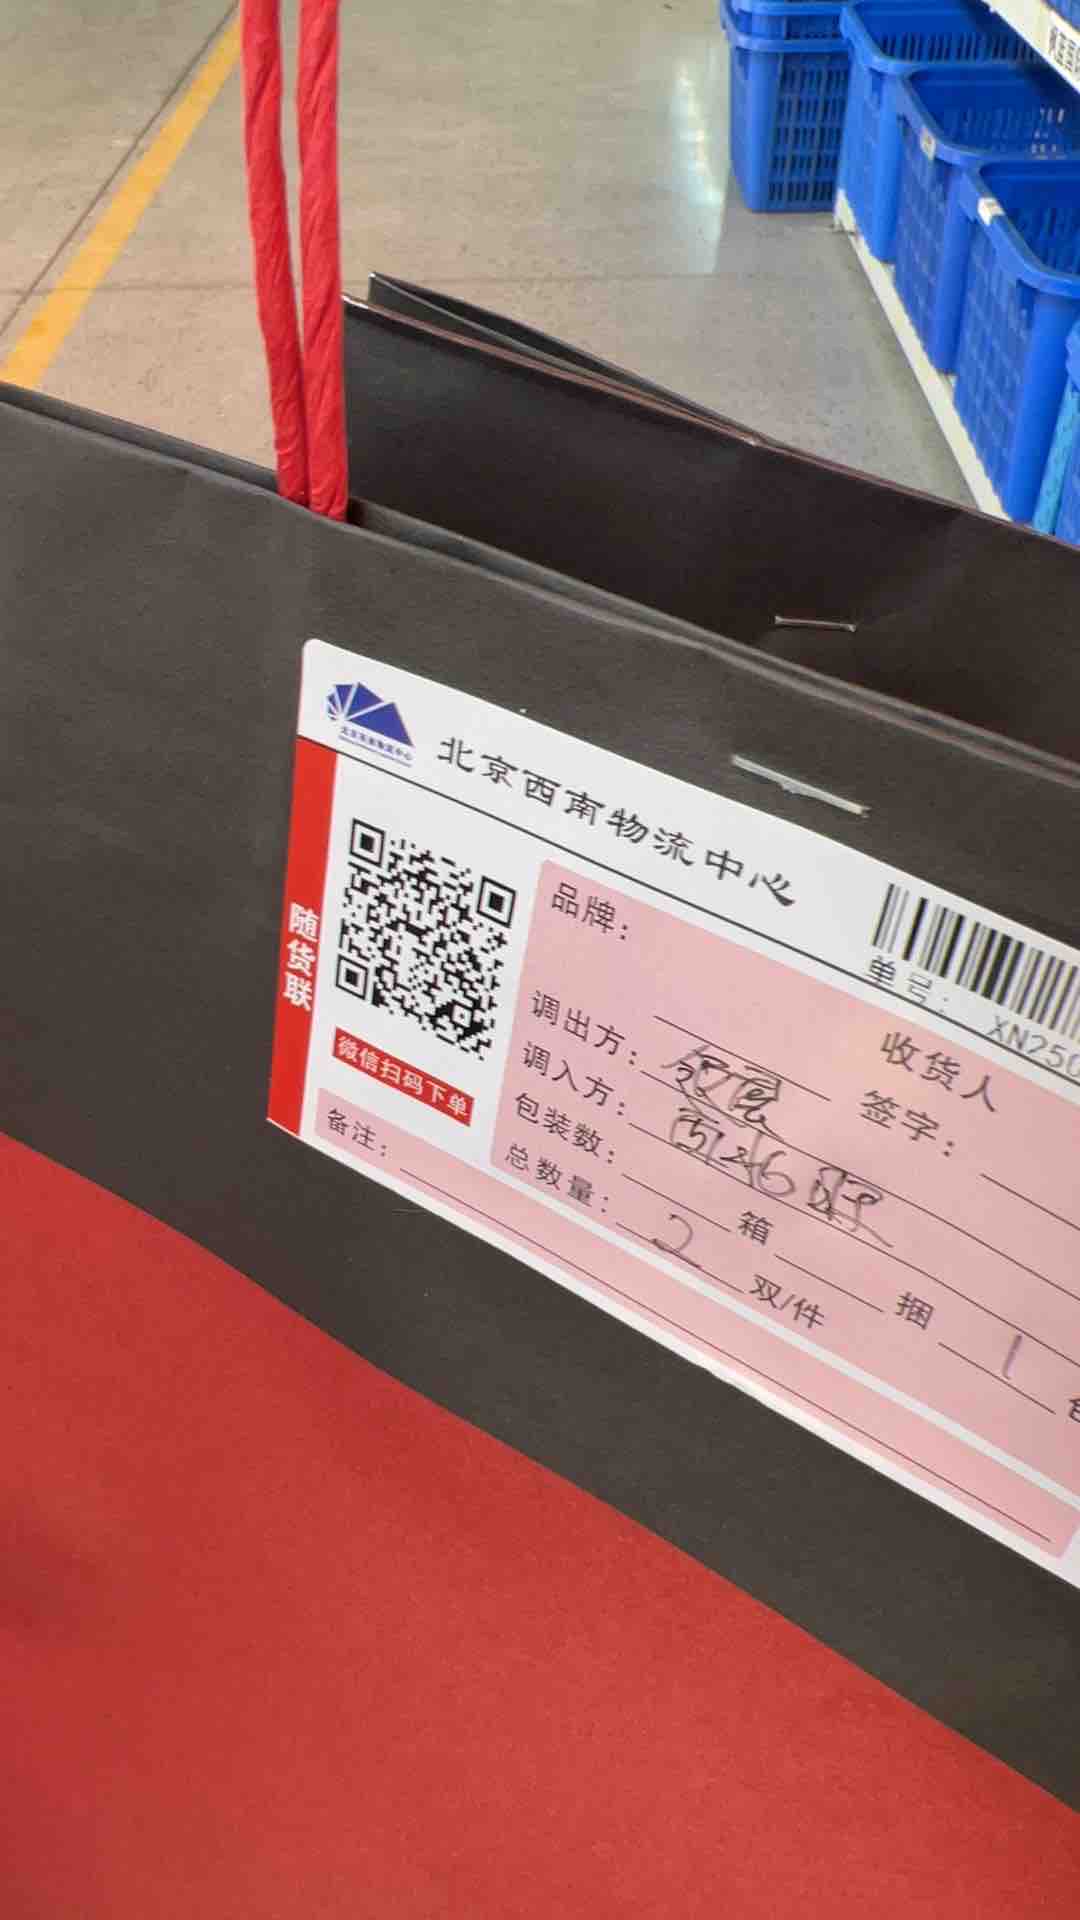 北京西南物流中心
随货联
微信扫码下单
单号: XN250
品牌:
收货人
签字:
调出方:
调入方:
包装数: 箱 捆 1 包
总数量: 2 双/件
备注: